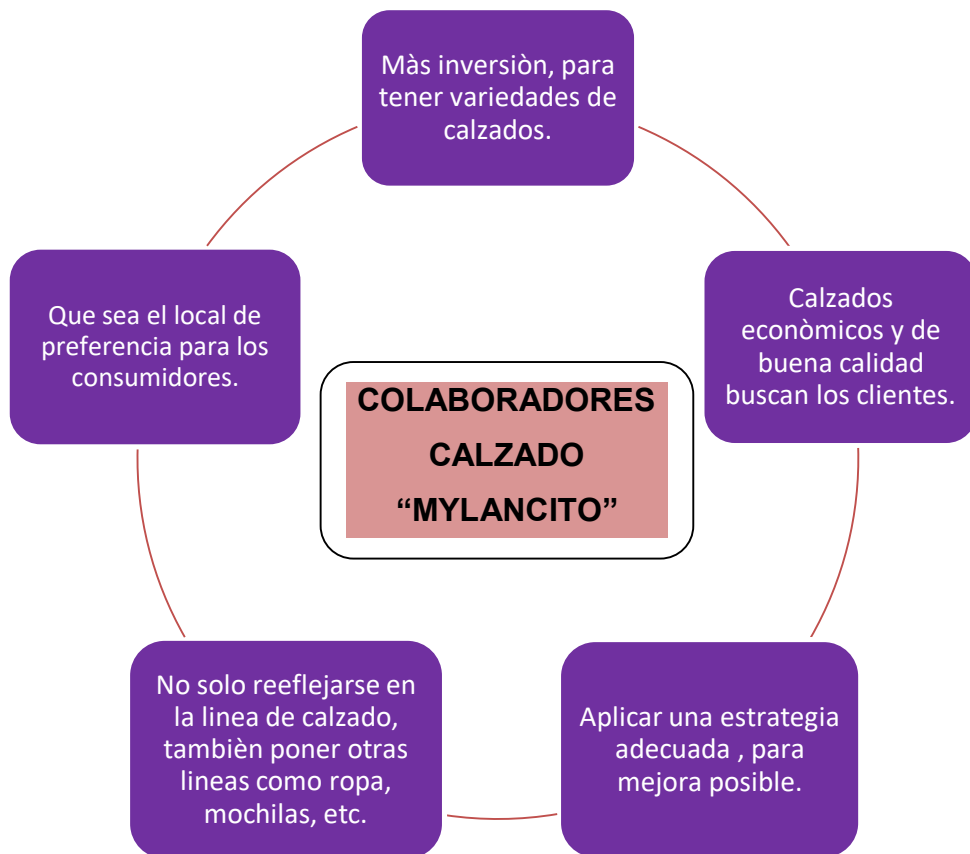 Màs inversiòn, para
tener variedades de
calzados.
Calzados
econòmicos y de
buena calidad
buscan los clientes.
Aplicar una estrategia
adecuada , para
mejora posible.
No solo reeflejarse en
la linea de calzado,
tambièn poner otras
lineas como ropa,
mochilas, etc.
Que sea el local de
preferencia para los
consumidores.
COLABORADORES
CALZADO
“MYLANCITO”